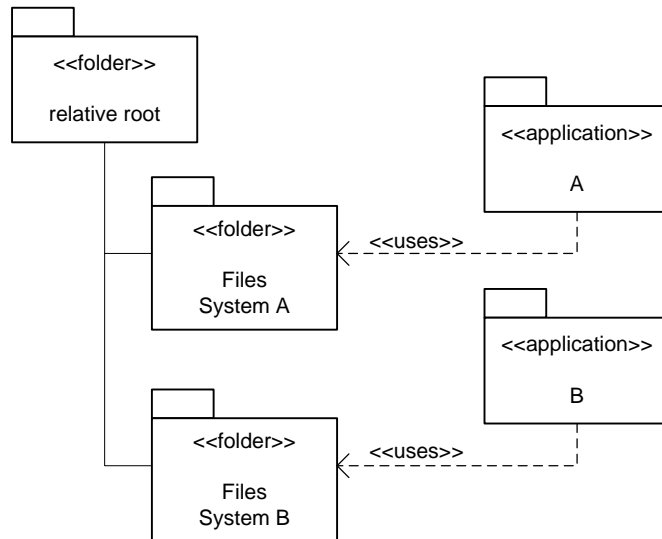 <<folder>>
relative root
<<application>>
A
<<folder>>
Files
System A
<<uses>>
<<application>>
B
<<folder>>
Files
System B
<<uses>>